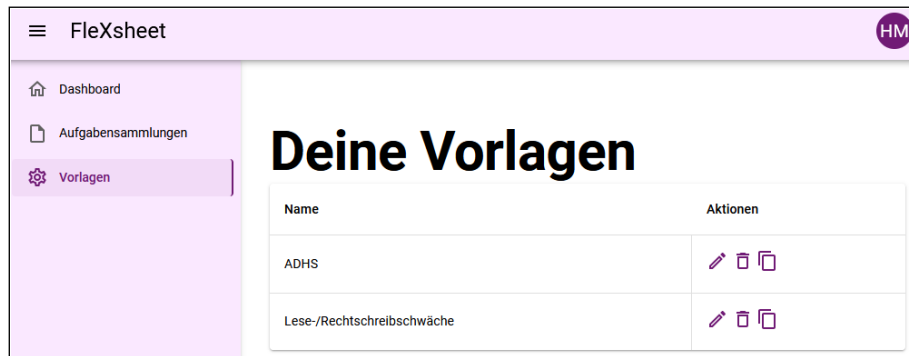 FleXsheet
HM
Dashboard
Aufgabensammlungen
Vorlagen
Deine Vorlagen
Name Aktionen
ADHS
Lese-/Rechtschreibschwäche